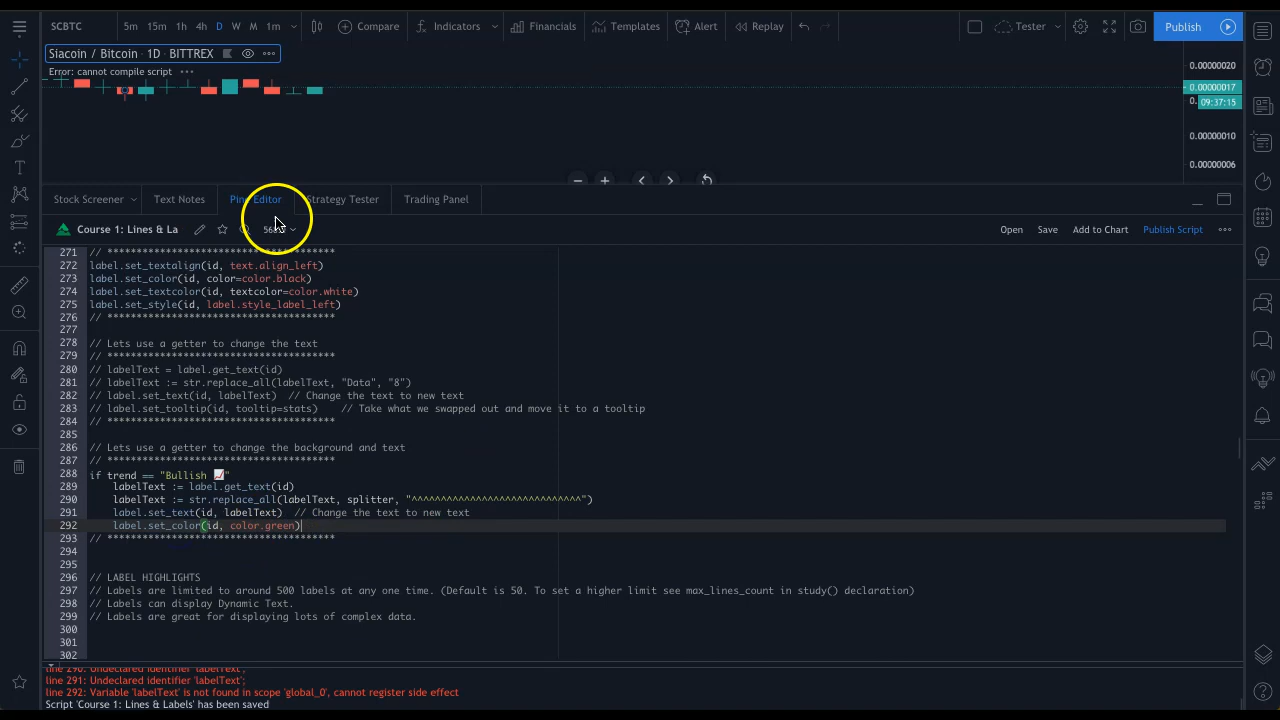 SCBTC 5m 15m 1h 4h D W M 1m Compare Indicators Financials Templates Alert Replay Tester Publish
Siacoin / Bitcoin · 1D · BITTREX
Error: cannot compile script
0.00000020
0.00000017
0. 09:37:15
0.00000010
0.00000006
Stock Screener Text Notes Pine Editor Strategy Tester Trading Panel
Course 1: Lines & La Open Save Add to Chart Publish Script
271 // ***************************************
272 label.set_textalign(id, text.align_left)
273 label.set_color(id, color=color.black)
274 label.set_textcolor(id, textcolor=color.white)
275 label.set_style(id, label.style_label_left)
276 // ***************************************
277
278 // Lets use a getter to change the text
279 // ***************************************
280 // labelText = label.get_text(id)
281 // labelText := str.replace_all(labelText, "Data", "8")
282 // label.set_text(id, labelText)  // Change the text to new text
283 // label.set_tooltip(id, tooltip=stats)    // Take what we swapped out and move it to a tooltip
284 // ***************************************
285
286 // Lets use a getter to change the background and text
287 // ***************************************
288 if trend == "Bullish 📈"
289     labelText := label.get_text(id)
290     labelText := str.replace_all(labelText, splitter, "^^^^^^^^^^^^^^^^^^^^^^^^^^^^^")
291     label.set_text(id, labelText)  // Change the text to new text
292     label.set_color(id, color.green)
293 // ***************************************
294
295
296 // LABEL HIGHLIGHTS
297 // Labels are limited to around 500 labels at any one time. (Default is 50. To set a higher limit see max_lines_count in study() declaration)
298 // Labels can display Dynamic Text.
299 // Labels are great for displaying lots of complex data.
300
301
302
line 290: Undeclared identifier 'labelText';
line 291: Undeclared identifier 'labelText';
line 292: Variable 'labelText' is not found in scope 'global_0', cannot register side effect
Script 'Course 1: Lines & Labels' has been saved